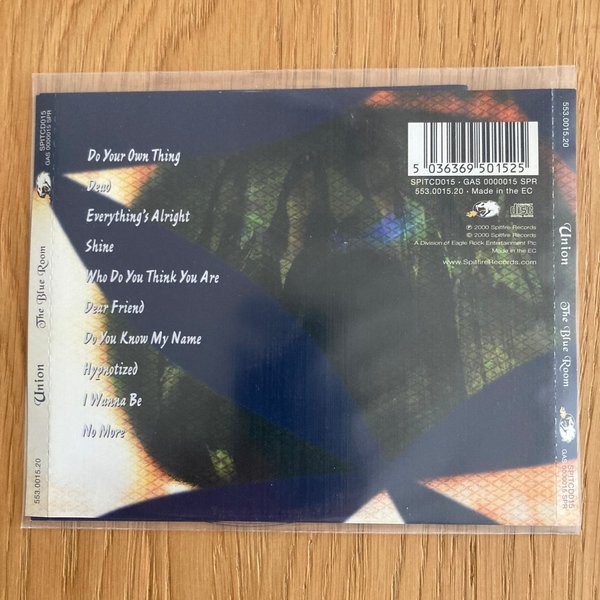 Do Your Own Thing
Dead
Everything's Alright
Shine
Who Do You Think You Are
Dear Friend
Do You Know My Name
Hypnotized
I Wanna Be
No More
5 036369 501525
SPITCD015 · GAS 0000015 SPR
553.0015.20 · Made in the EC
℗ 2000 Spitfire Records
© 2000 Spitfire Records
A Division of Eagle Rock Entertainment Plc
Made in the EC
www.SpitfireRecords.com
SPITCD015
GAS 0000015 SPR
The Blue Room
Union
553.0015.20
553.0015.20
Union
The Blue Room
SPITCD015
GAS 0000015 SPR